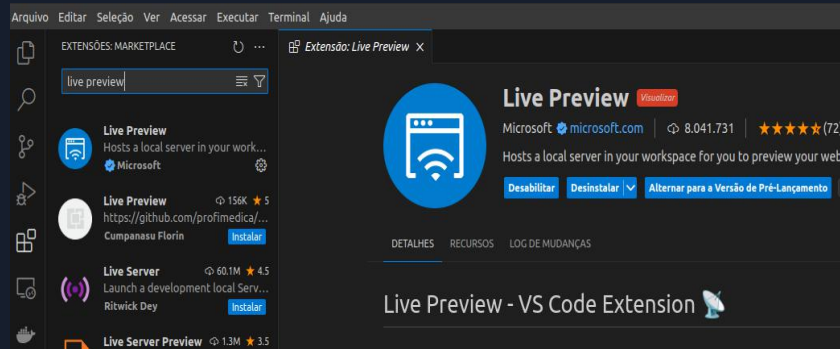 Arquivo Editar Seleção Ver Acessar Executar Terminal Ajuda
EXTENSÕES: MARKETPLACE
live preview
Live Preview
Hosts a local server in your work...
Microsoft
Live Preview 156K ★ 5
https://github.com/profimedica/...
Cumpanasu Florin Instalar
Live Server 60.1M ★ 4.5
Launch a development local Serv...
Ritwick Dey Instalar
Live Server Preview 1.3M ★ 3.5
Extensão: Live Preview ×
Live Preview Visualizar
Microsoft microsoft.com | 8.041.731 | ★★★★★ (72
Hosts a local server in your workspace for you to preview your web
Desabilitar Desinstalar Alternar para a Versão de Pré-Lançamento
DETALHES RECURSOS LOG DE MUDANÇAS
Live Preview - VS Code Extension